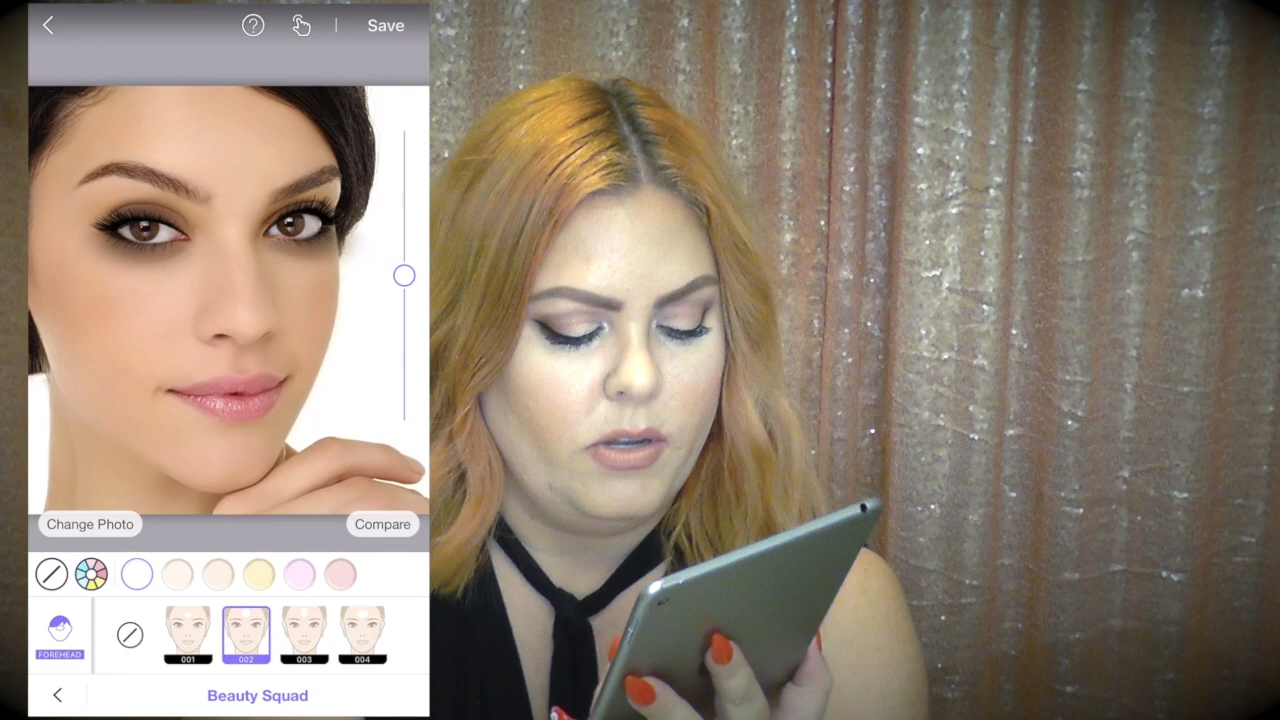 Save
Change Photo
Compare
FOREHEAD
001
002
003
004
Beauty Squad